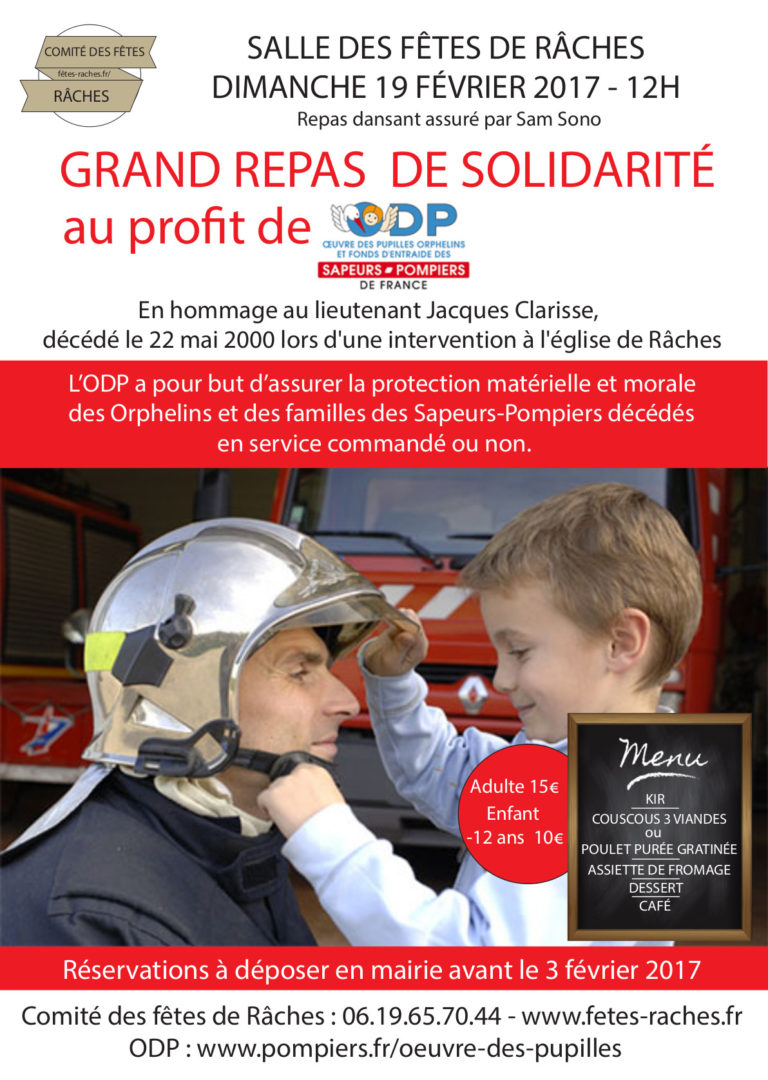 COMITÉ DES FÊTES
fêtes-raches.fr/
RÂCHES
SALLE DES FÊTES DE RÂCHES
DIMANCHE 19 FÉVRIER 2017 - 12H
Repas dansant assuré par Sam Sono
GRAND REPAS DE SOLIDARITÉ
au profit de
ODP
ŒUVRE DES PUPILLES ORPHELINS
ET FONDS D'ENTRAIDE DES
SAPEURS-POMPIERS
DE FRANCE
En hommage au lieutenant Jacques Clarisse,
décédé le 22 mai 2000 lors d'une intervention à l'église de Râches
L’ODP a pour but d’assurer la protection matérielle et morale
des Orphelins et des familles des Sapeurs-Pompiers décédés
en service commandé ou non.
Adulte 15€
Enfant
-12 ans 10€
Menu
KIR
COUSCOUS 3 VIANDES
ou
POULET PURÉE GRATINÉE
ASSIETTE DE FROMAGE
DESSERT
CAFÉ
Réservations à déposer en mairie avant le 3 février 2017
Comité des fêtes de Râches : 06.19.65.70.44 - www.fetes-raches.fr
ODP : www.pompiers.fr/oeuvre-des-pupilles